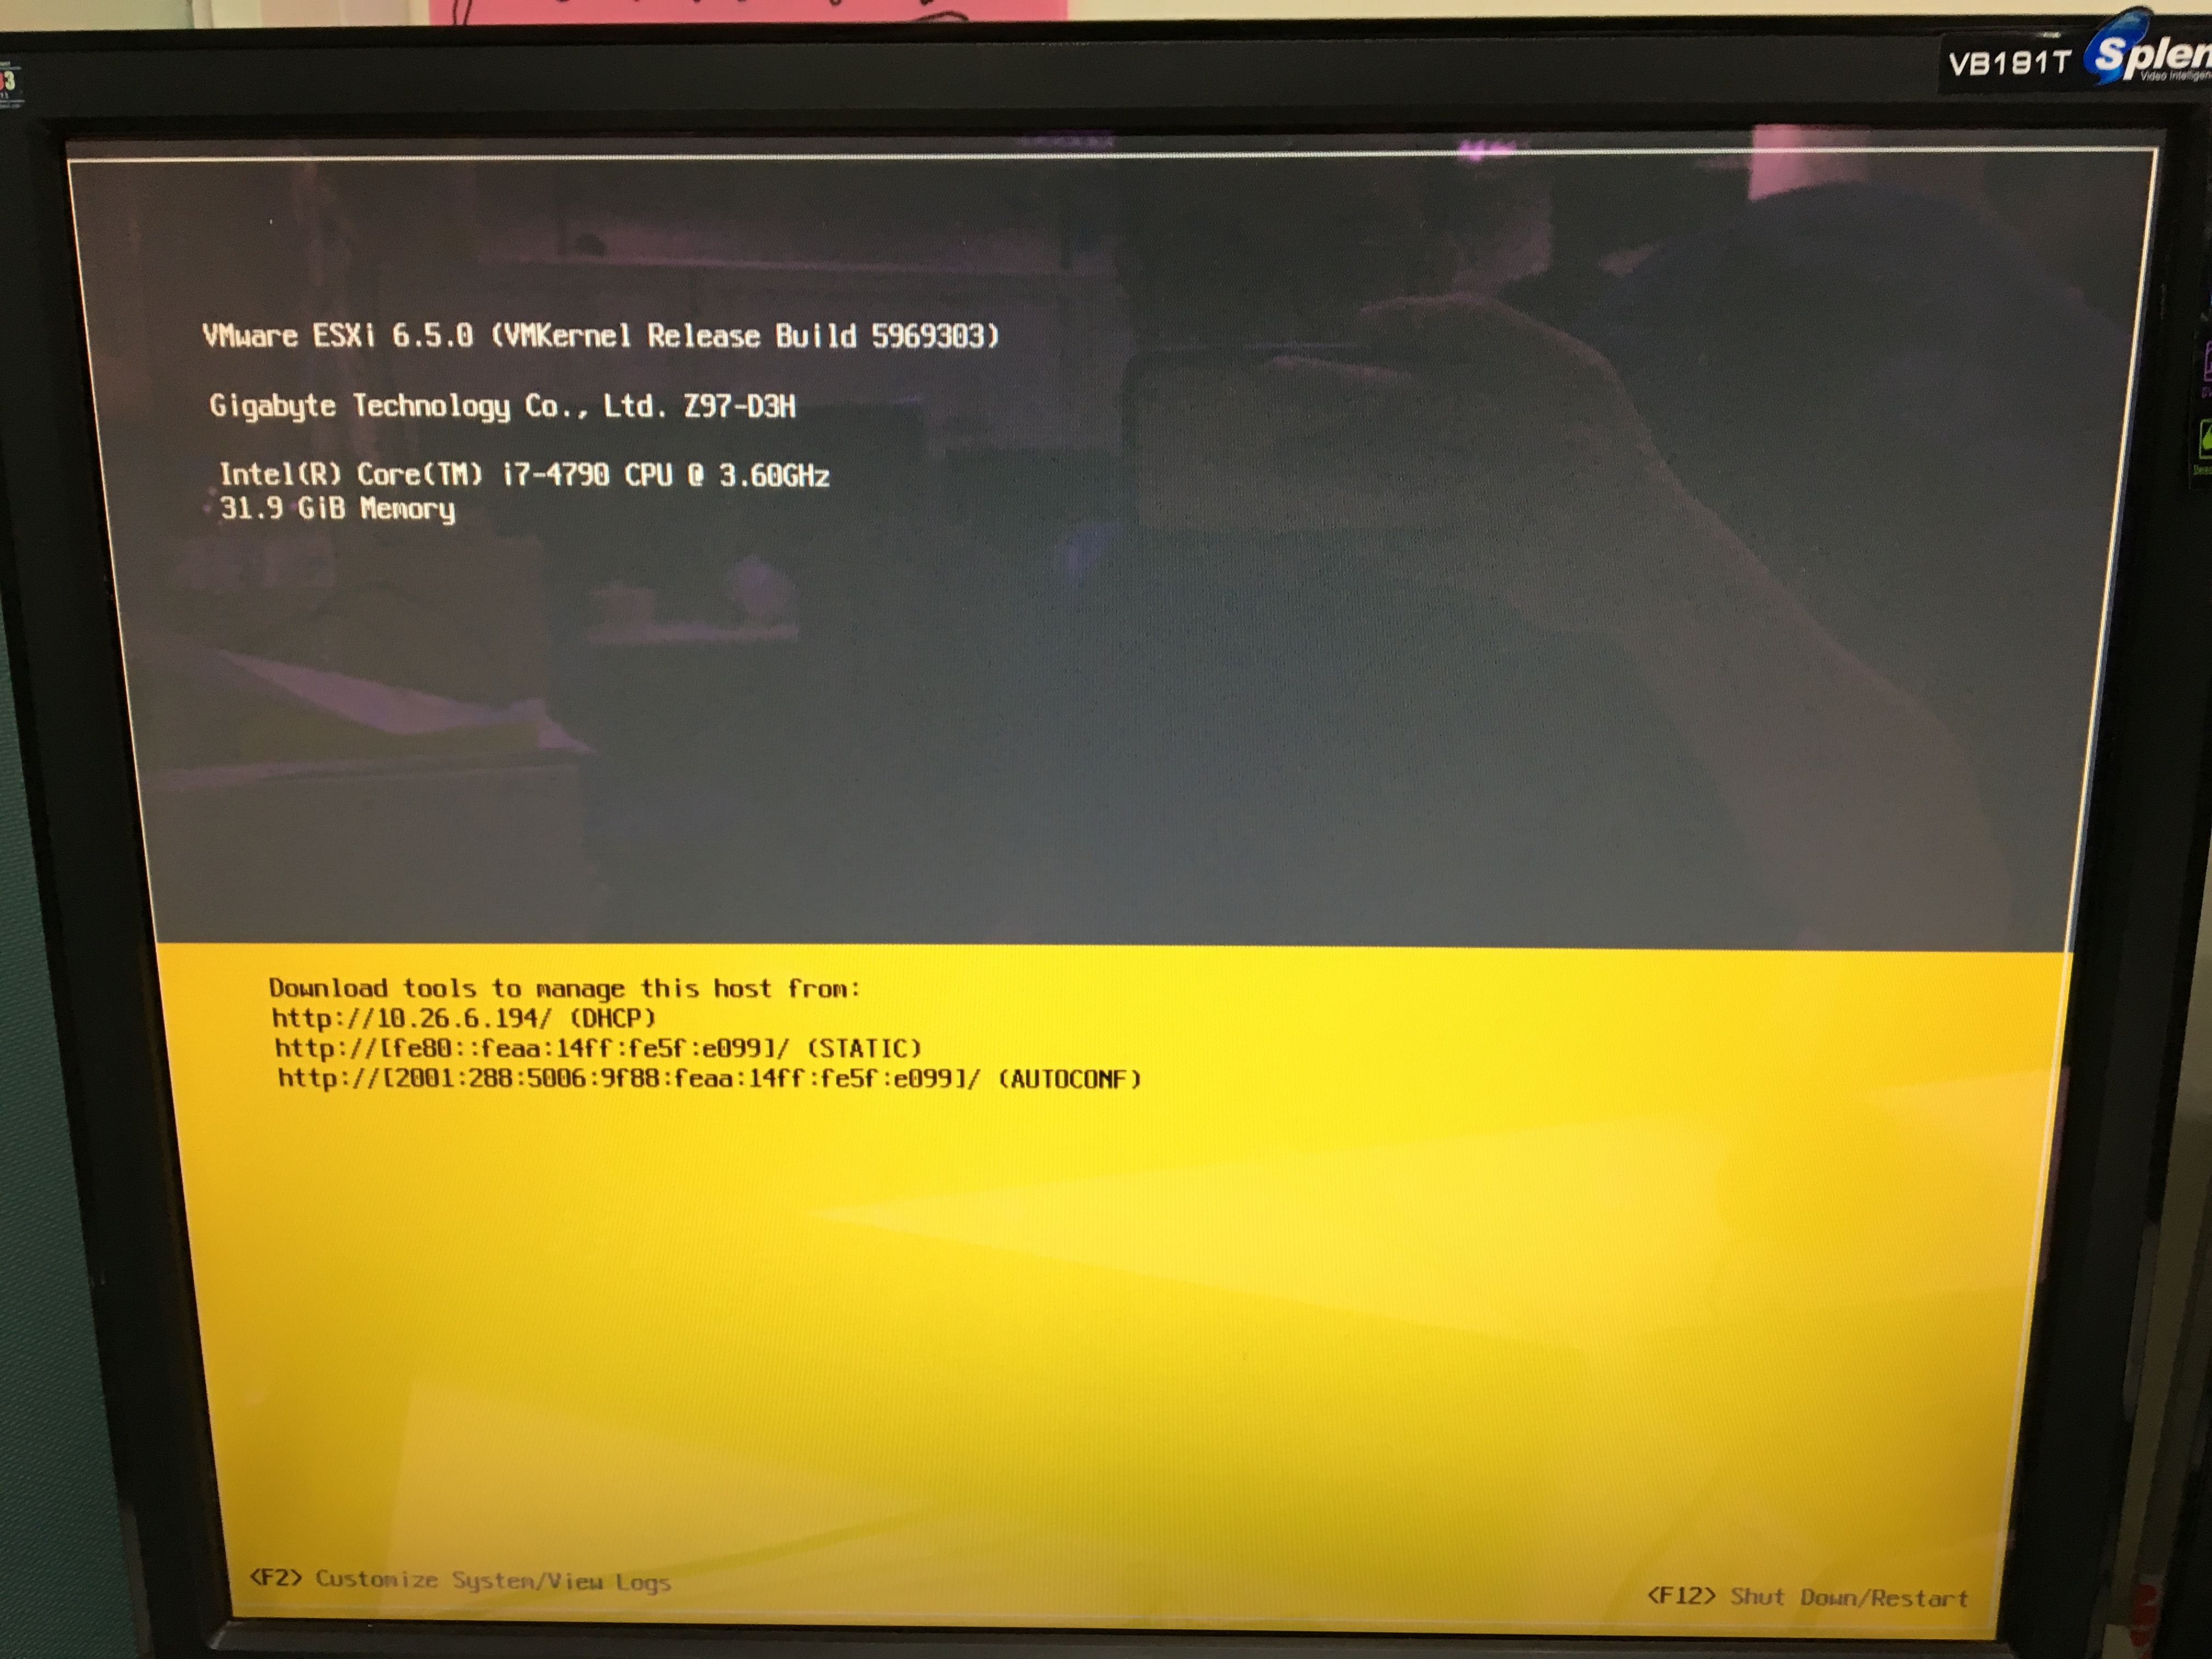 VB191T
VMware ESXi 6.5.0 (VMKernel Release Build 5969303)
Gigabyte Technology Co., Ltd. Z97-D3H
Intel(R) Core(TM) i7-4790 CPU @ 3.60GHz
31.9 GiB Memory
Download tools to manage this host from:
http://10.26.6.194/ (DHCP)
http://[fe80::feaa:14ff:fe5f:e099]/ (STATIC)
http://[2001:288:5006:9f88:feaa:14ff:fe5f:e099]/ (AUTOCONF)
<F2> Customize System/View Logs
<F12> Shut Down/Restart